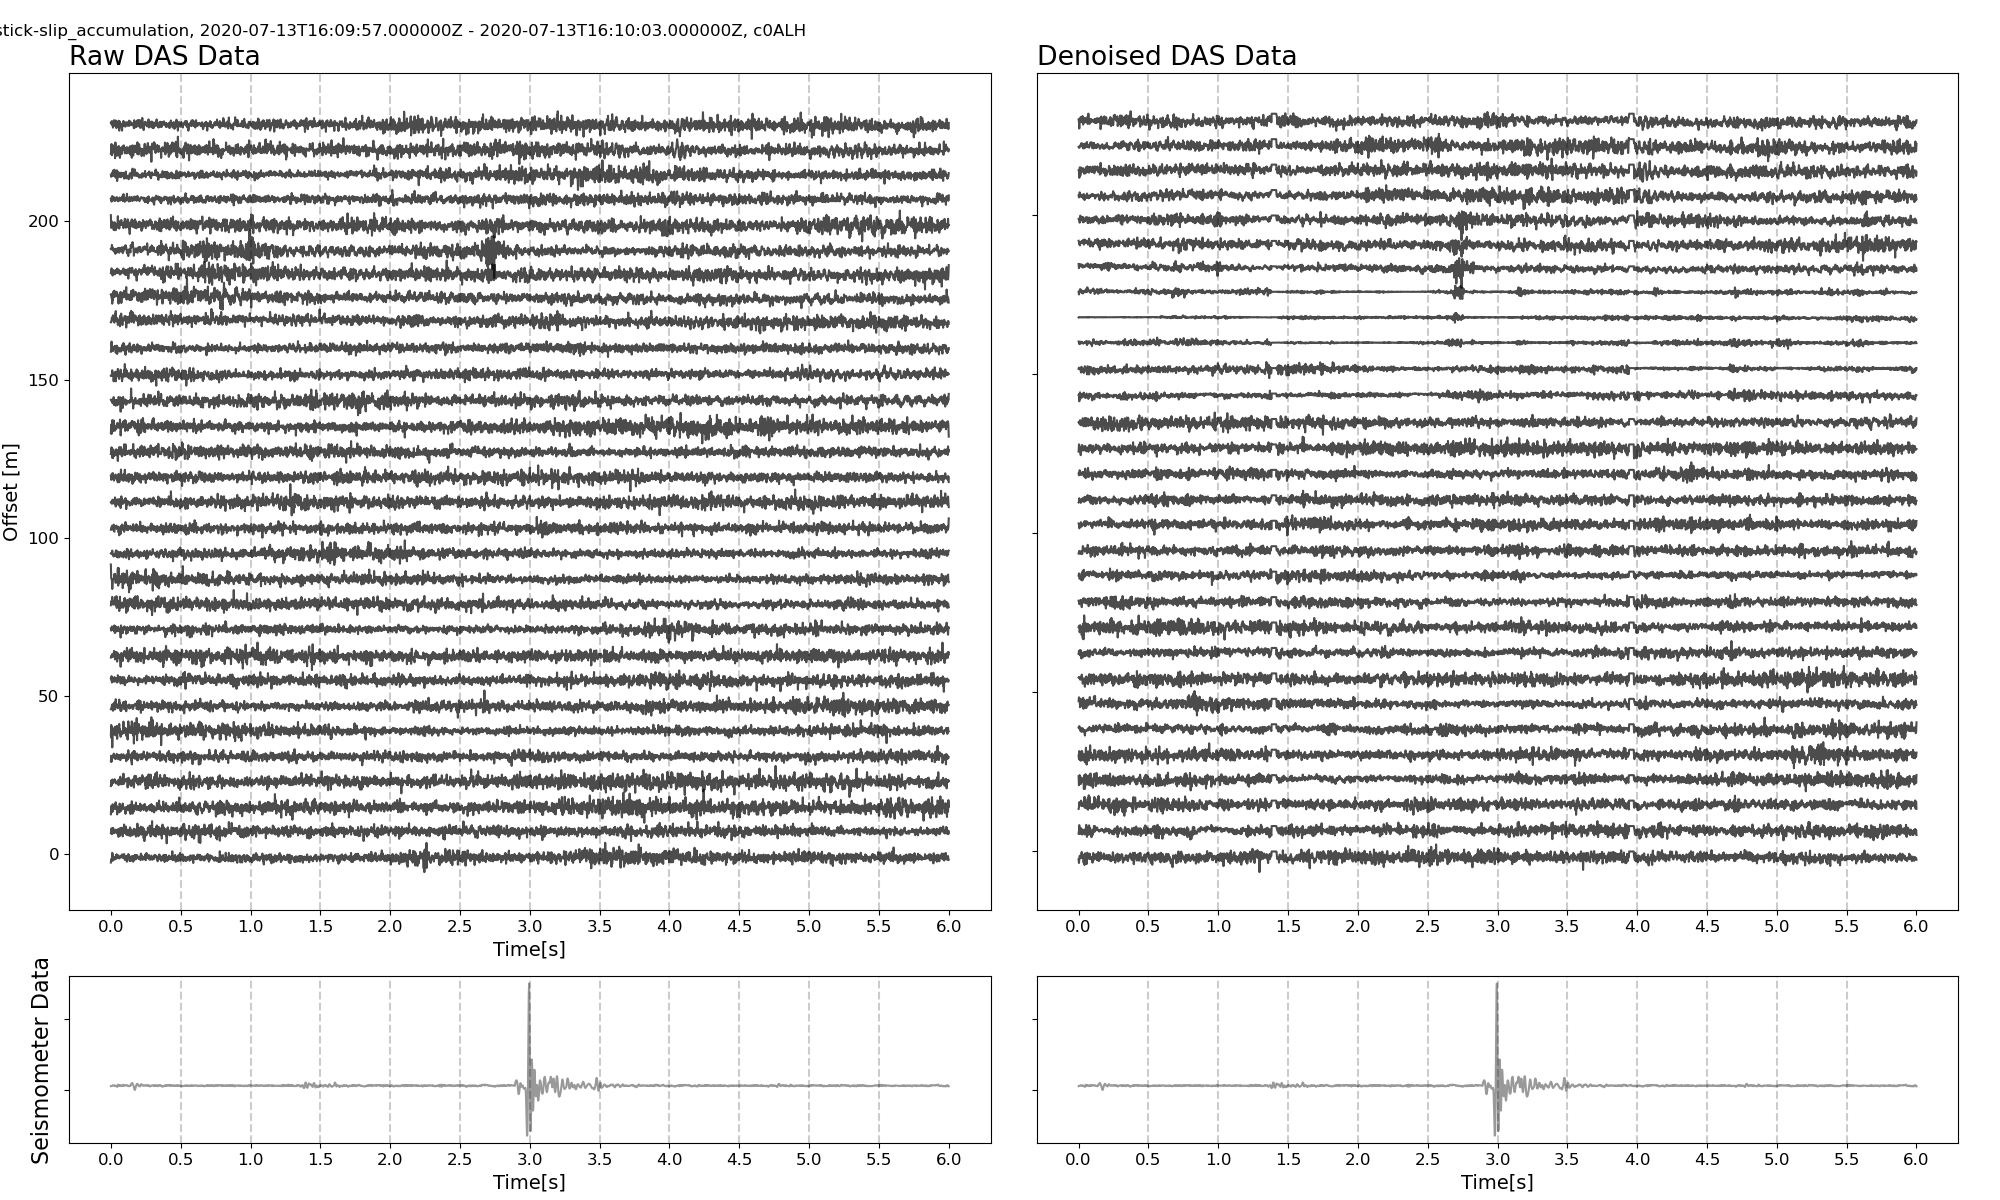 stick-slip_accumulation, 2020-07-13T16:09:57.000000Z - 2020-07-13T16:10:03.000000Z, c0ALH
Raw DAS Data
Denoised DAS Data
Offset [m]
200
150
100
50
0
0.0 0.5 1.0 1.5 2.0 2.5 3.0 3.5 4.0 4.5 5.0 5.5 6.0
Time[s]
0.0 0.5 1.0 1.5 2.0 2.5 3.0 3.5 4.0 4.5 5.0 5.5 6.0
Seismometer Data
0.0 0.5 1.0 1.5 2.0 2.5 3.0 3.5 4.0 4.5 5.0 5.5 6.0
Time[s]
0.0 0.5 1.0 1.5 2.0 2.5 3.0 3.5 4.0 4.5 5.0 5.5 6.0
Time[s]